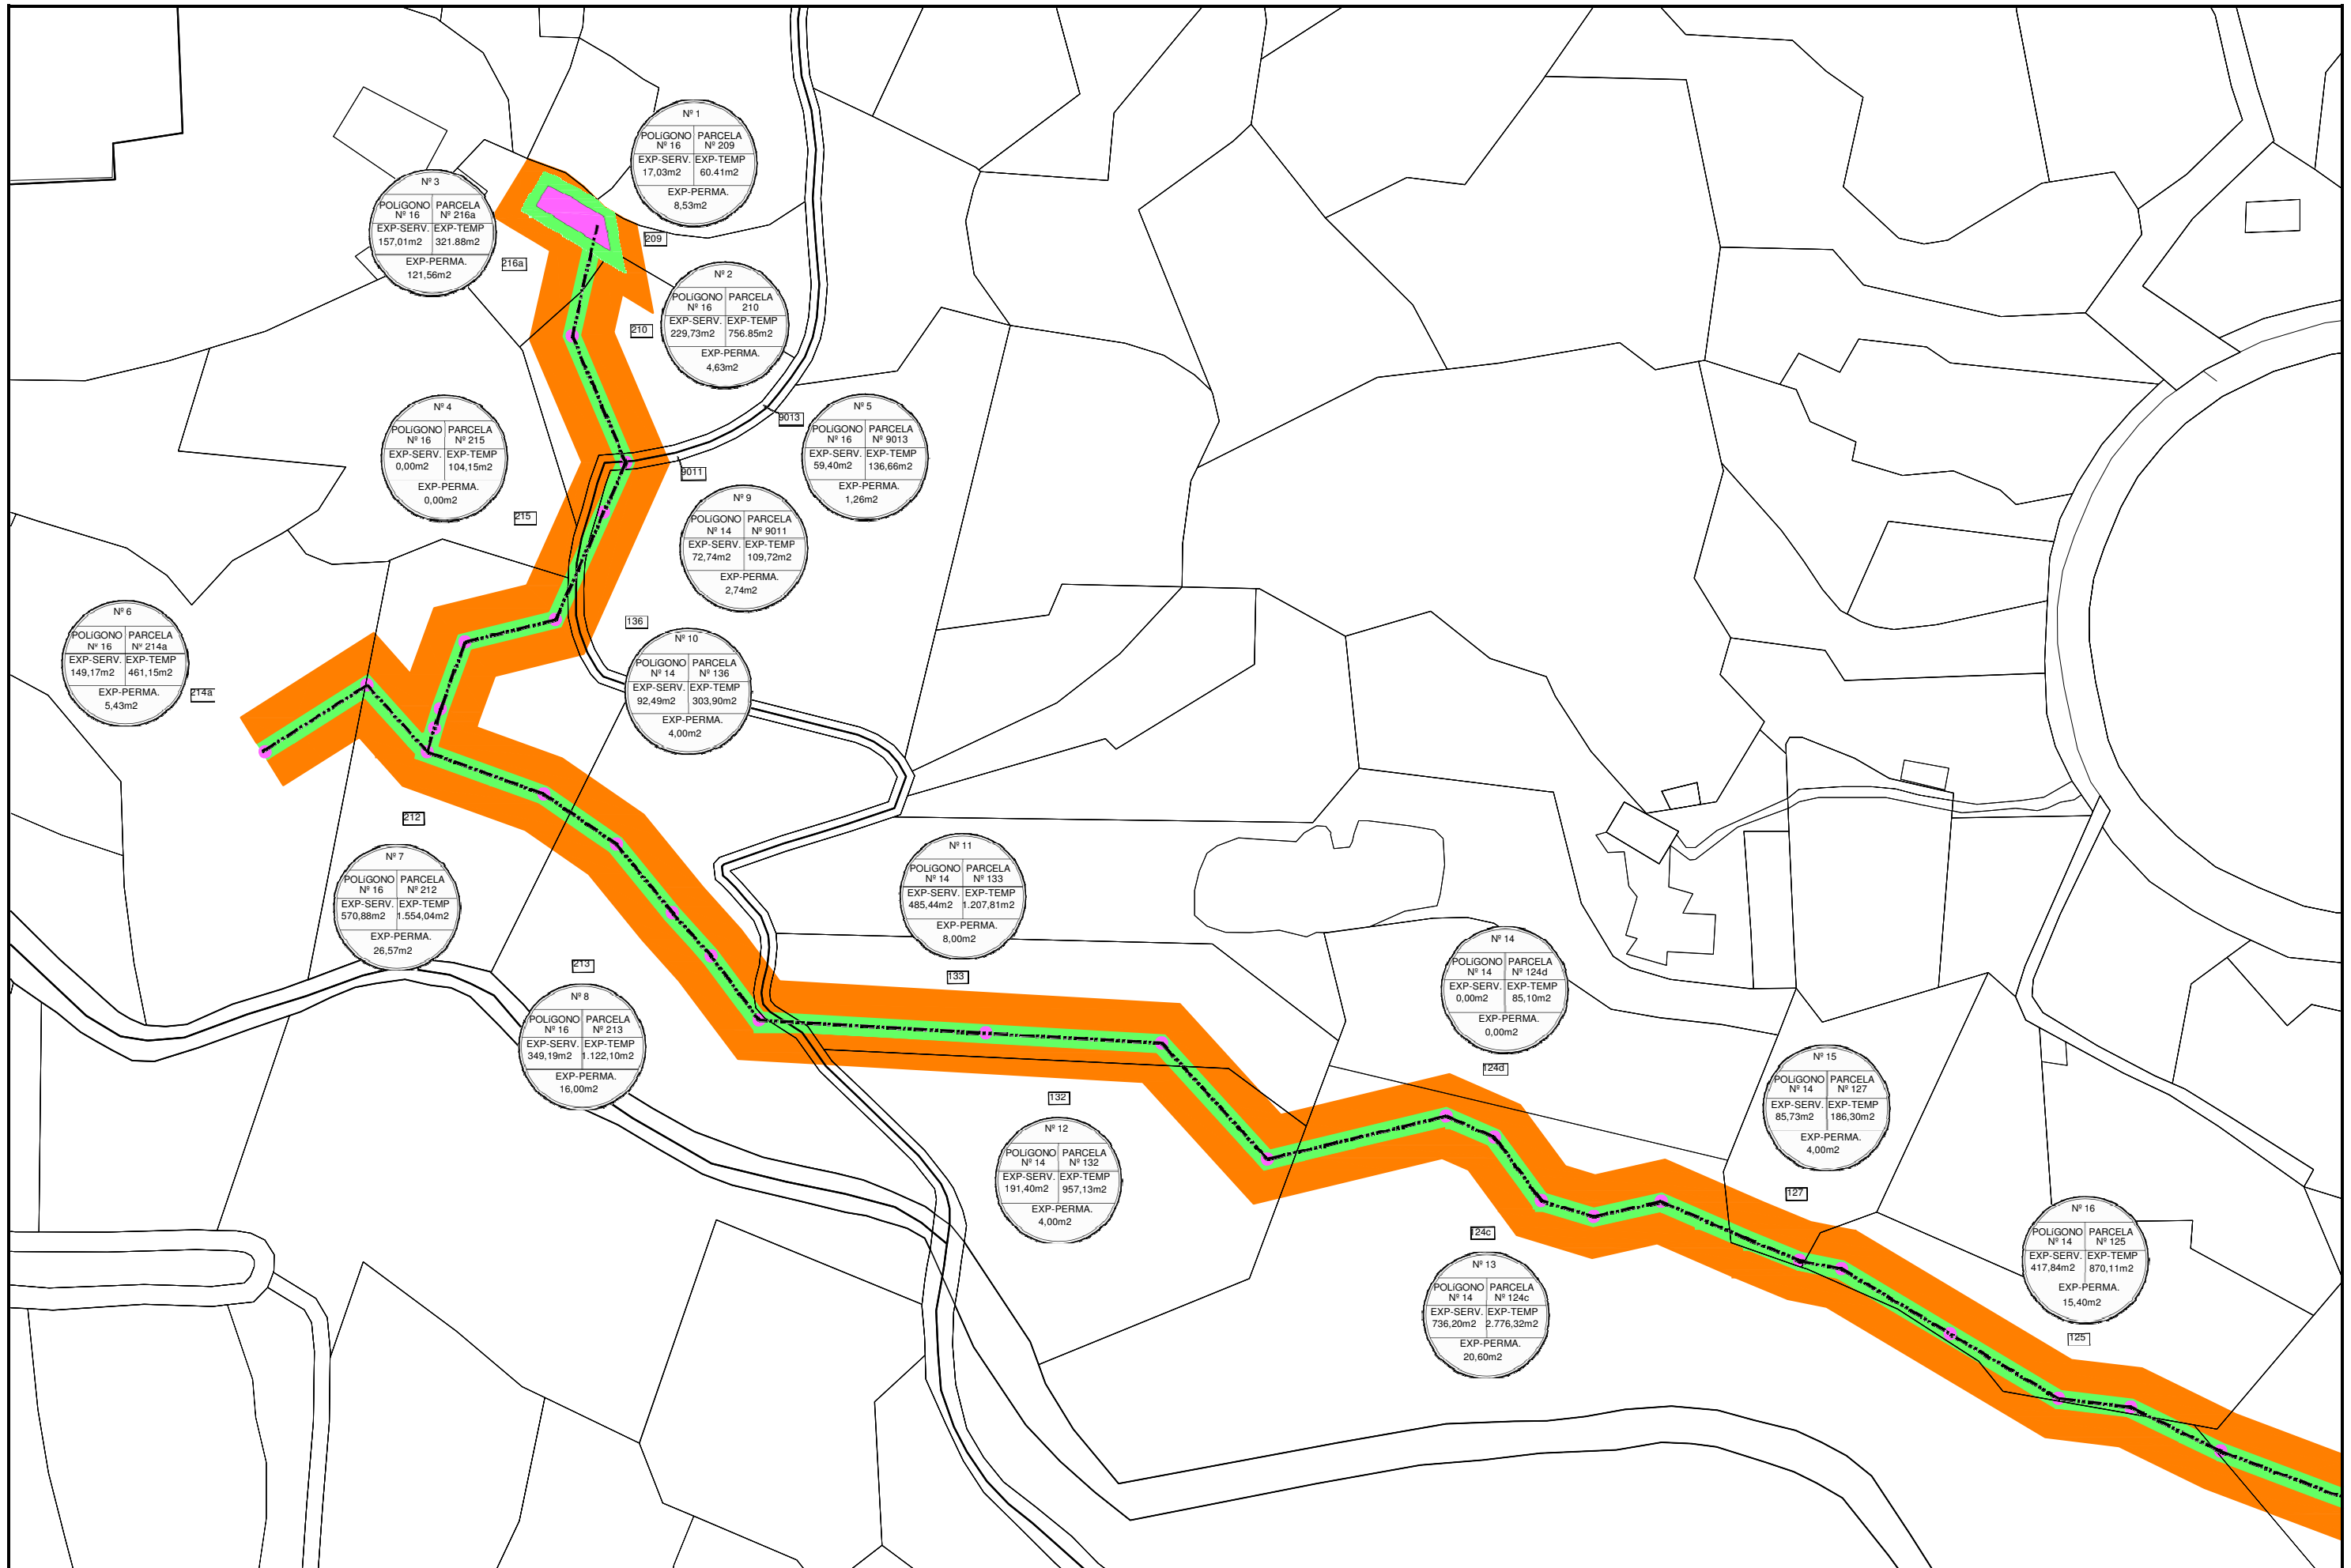 Nº 1
POLíGONO PARCELA
Nº 16 Nº 209
EXP-SERV. EXP-TEMP
17,03m2 60.41m2
EXP-PERMA.
8,53m2
Nº 3
POLíGONO PARCELA
Nº 16 Nº 216a
EXP-SERV. EXP-TEMP
157,01m2 321.88m2
EXP-PERMA.
121,56m2
209
216a
Nº 2
POLíGONO PARCELA
Nº 16 210
EXP-SERV. EXP-TEMP
229,73m2 756.85m2
EXP-PERMA.
4,63m2
210
Nº 4
POLíGONO PARCELA
Nº 16 Nº 215
EXP-SERV. EXP-TEMP
0,00m2 104,15m2
EXP-PERMA.
0,00m2
9013
Nº 5
POLíGONO PARCELA
Nº 16 Nº 9013
EXP-SERV. EXP-TEMP
59,40m2 136,66m2
EXP-PERMA.
1,26m2
9011
215
Nº 9
POLíGONO PARCELA
Nº 14 Nº 9011
EXP-SERV. EXP-TEMP
72,74m2 109,72m2
EXP-PERMA.
2,74m2
Nº 6
POLíGONO PARCELA
Nº 16 Nº 214a
EXP-SERV. EXP-TEMP
149,17m2 461,15m2
EXP-PERMA.
5,43m2
214a
136
Nº 10
POLíGONO PARCELA
Nº 14 Nº 136
EXP-SERV. EXP-TEMP
92,49m2 303,90m2
EXP-PERMA.
4,00m2
212
Nº 7
POLíGONO PARCELA
Nº 16 Nº 212
EXP-SERV. EXP-TEMP
570,88m2 1.554,04m2
EXP-PERMA.
26,57m2
Nº 11
POLíGONO PARCELA
Nº 14 Nº 133
EXP-SERV. EXP-TEMP
485,44m2 1.207,81m2
EXP-PERMA.
8,00m2
133
213
Nº 8
POLíGONO PARCELA
Nº 16 Nº 213
EXP-SERV. EXP-TEMP
349,19m2 1.122,10m2
EXP-PERMA.
16,00m2
Nº 14
POLíGONO PARCELA
Nº 14 Nº 124d
EXP-SERV. EXP-TEMP
0,00m2 85,10m2
EXP-PERMA.
0,00m2
124d
132
Nº 12
POLíGONO PARCELA
Nº 14 Nº 132
EXP-SERV. EXP-TEMP
191,40m2 957,13m2
EXP-PERMA.
4,00m2
Nº 15
POLíGONO PARCELA
Nº 14 Nº 127
EXP-SERV. EXP-TEMP
85,73m2 186,30m2
EXP-PERMA.
4,00m2
127
124c
Nº 13
POLíGONO PARCELA
Nº 14 Nº 124c
EXP-SERV. EXP-TEMP
736,20m2 2.776,32m2
EXP-PERMA.
20,60m2
Nº 16
POLíGONO PARCELA
Nº 14 Nº 125
EXP-SERV. EXP-TEMP
417,84m2 870,11m2
EXP-PERMA.
15,40m2
125